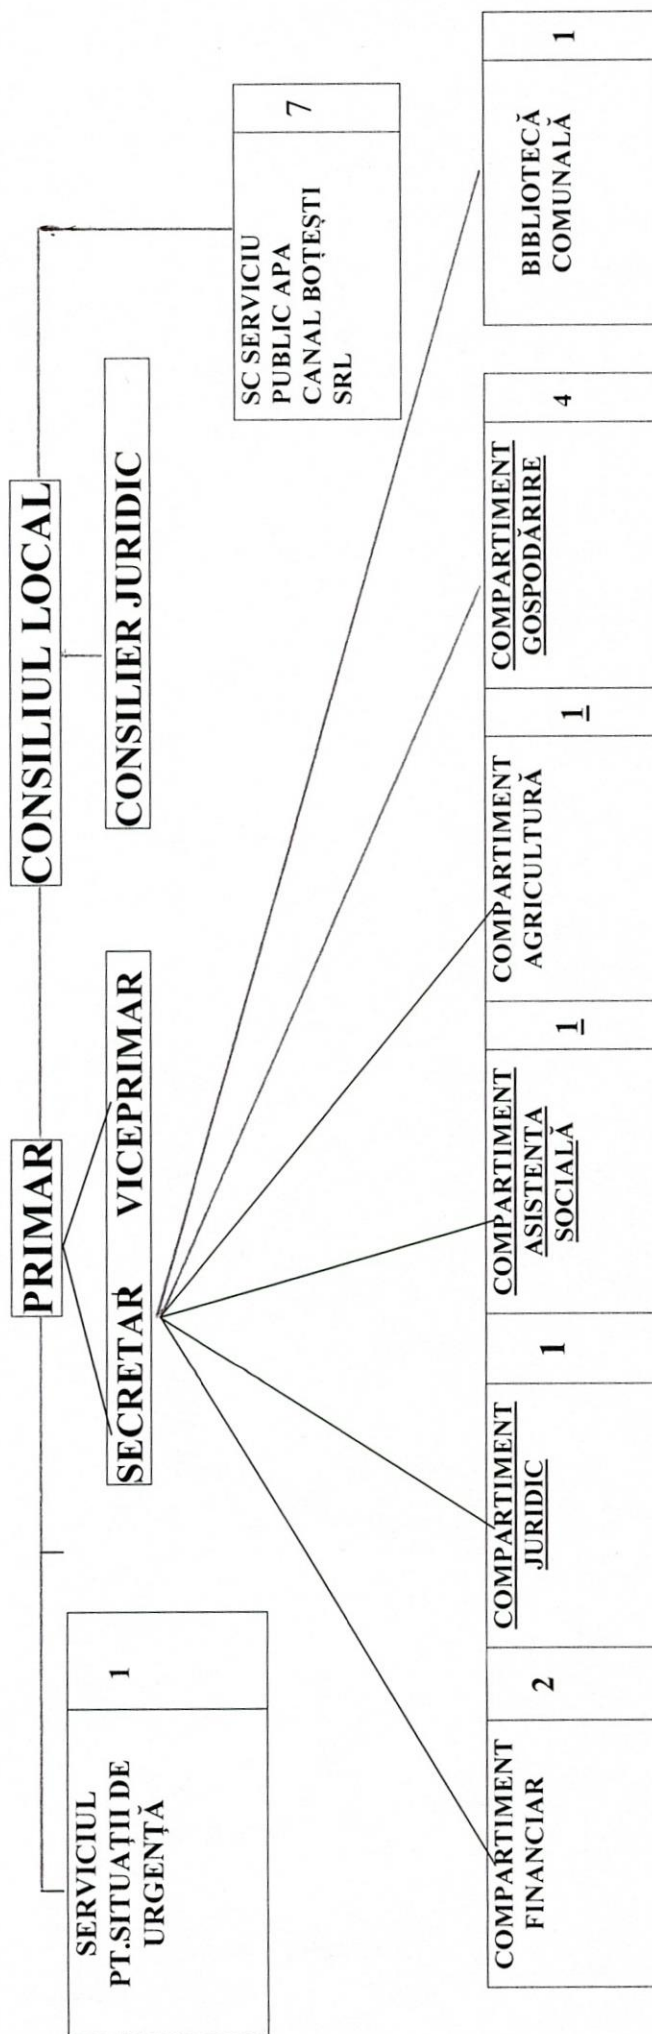 PRIMAR
CONSILIUL LOCAL
SECRETAR VICEPRIMAR
CONSILIER JURIDIC
SERVICIUL
PT.SITUAȚII DE
URGENȚĂ
1
SC SERVICIU
PUBLIC APA
CANAL BOȚEȘTI
SRL
7
COMPARTIMENT
FINANCIAR
2
COMPARTIMENT
JURIDIC
1
COMPARTIMENT
ASISTENTA
SOCIALĂ
1
COMPARTIMENT
AGRICULTURĂ
1
COMPARTIMENT
GOSPODĂRIRE
4
BIBLIOTECĂ
COMUNALĂ
1